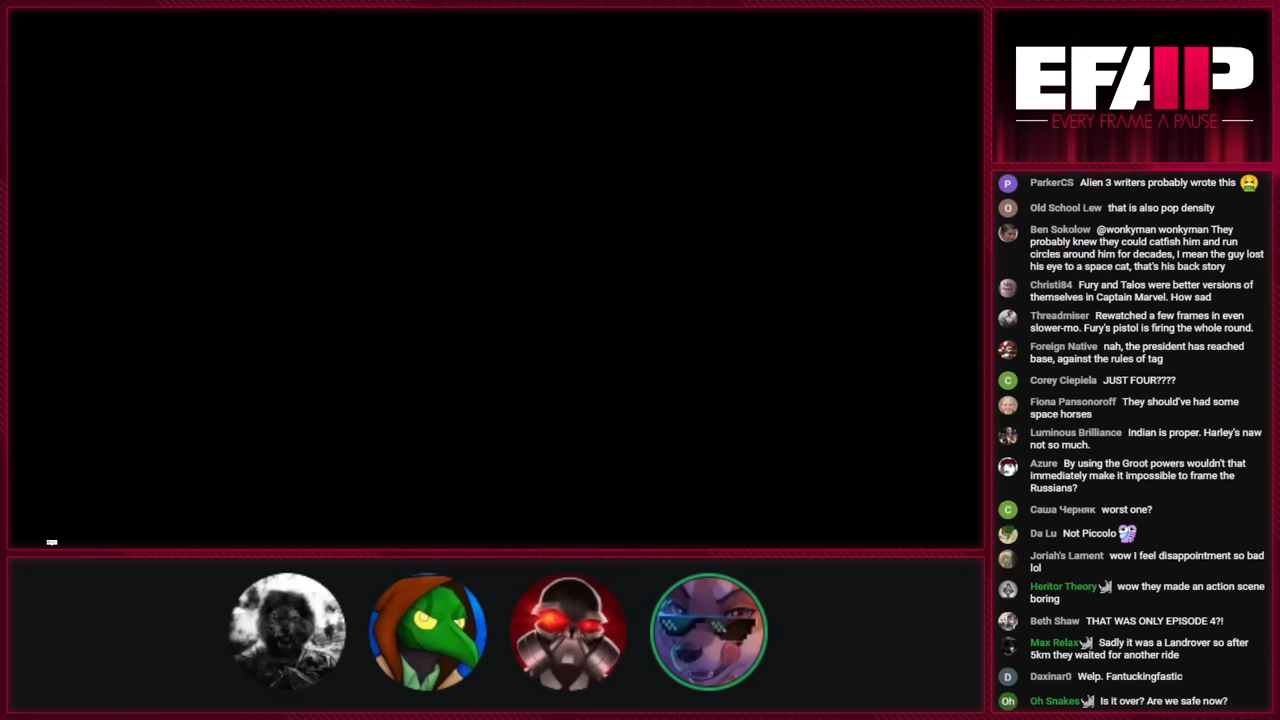 EFAP
EVERY FRAME A PAUSE
ParkerCS Alien 3 writers probably wrote this
Old School Lew that is also pop density
Ben Sokolow @wonkyman wonkyman They
probably knew they could catfish him and run
circles around him for decades, I mean the guy lost
his eye to a space cat, that's his back story
Christi84 Fury and Talos were better versions of
themselves in Captain Marvel. How sad
Threadmiser Rewatched a few frames in even
slower-mo. Fury's pistol is firing the whole round.
Foreign Native nah, the president has reached
base, against the rules of tag
Corey Ciepiela JUST FOUR????
Fiona Pansonoroff They should've had some
space horses
Luminous Brilliance Indian is proper. Harley's naw
not so much.
Azure By using the Groot powers wouldn't that
immediately make it impossible to frame the
Russians?
Саша Черняк worst one?
Da Lu Not Piccolo
Joriah's Lament wow I feel disappointment so bad
lol
Heritor Theory wow they made an action scene
boring
Beth Shaw THAT WAS ONLY EPISODE 4?!
Max Relax Sadly it was a Landrover so after
5km they waited for another ride
Daxinar0 Welp. Fantuckingfastic
Oh Snakes Is it over? Are we safe now?